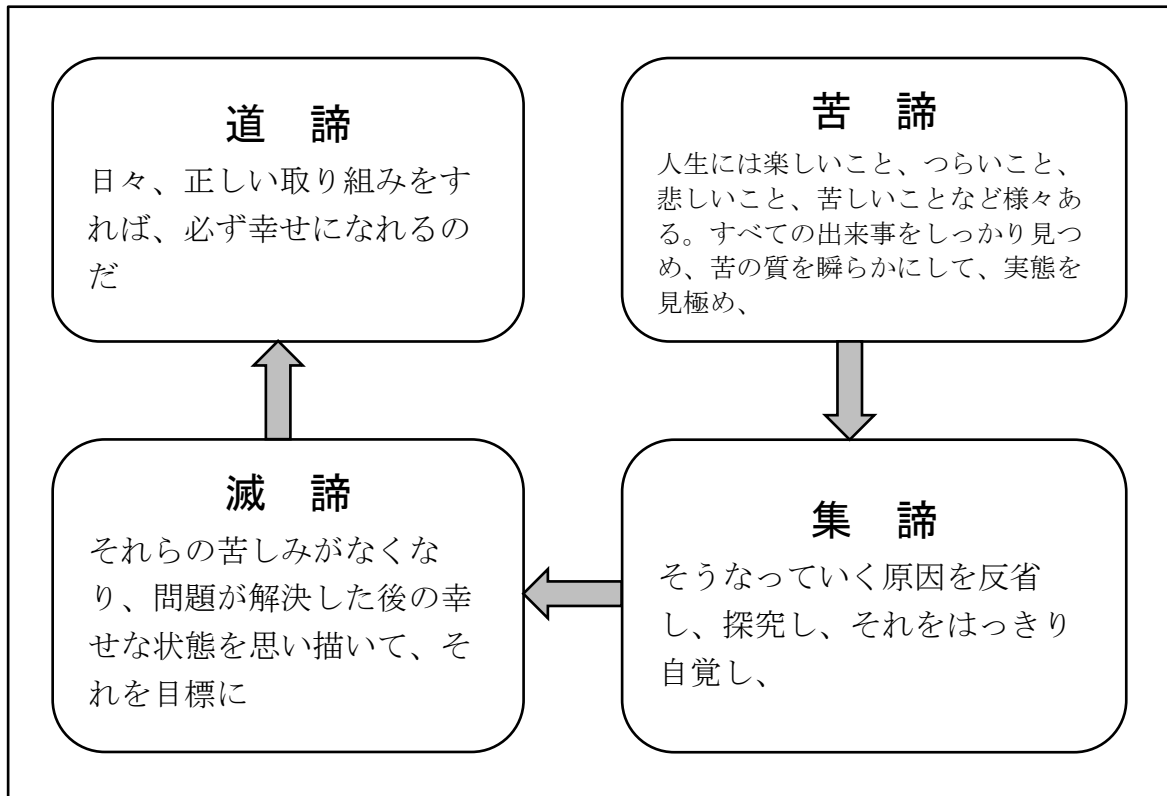 苦　諦
人生には楽しいこと、つらいこと、
悲しいこと、苦しいことなど様々あ
る。すべての出来事をしっかり見つ
め、苦の質を瞬らかにして、実態を
見極め、
集　諦
そうなっていく原因を反省
し、探究し、それをはっきり
自覚し、
滅　諦
それらの苦しみがなくな
り、問題が解決した後の幸
せな状態を思い描いて、そ
れを目標に
道　諦
日々、正しい取り組みをす
れば、必ず幸せになれるの
だ